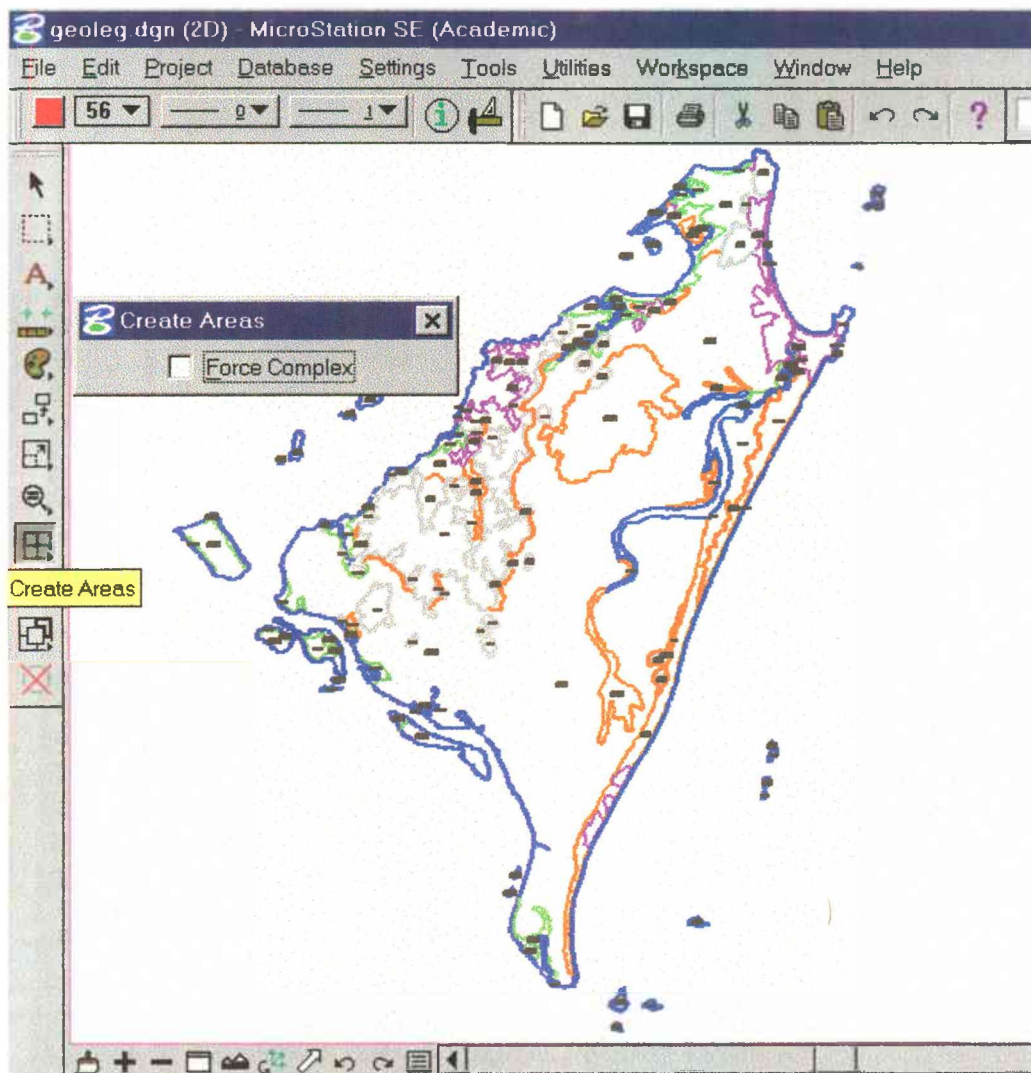 geoleg.dgn (2D) - MicroStation SE (Academic)
File Edit Project Database Settings Tools Utilities Workspace Window Help
56 0 1 ?
Create Areas
Force Complex
A
Create Areas